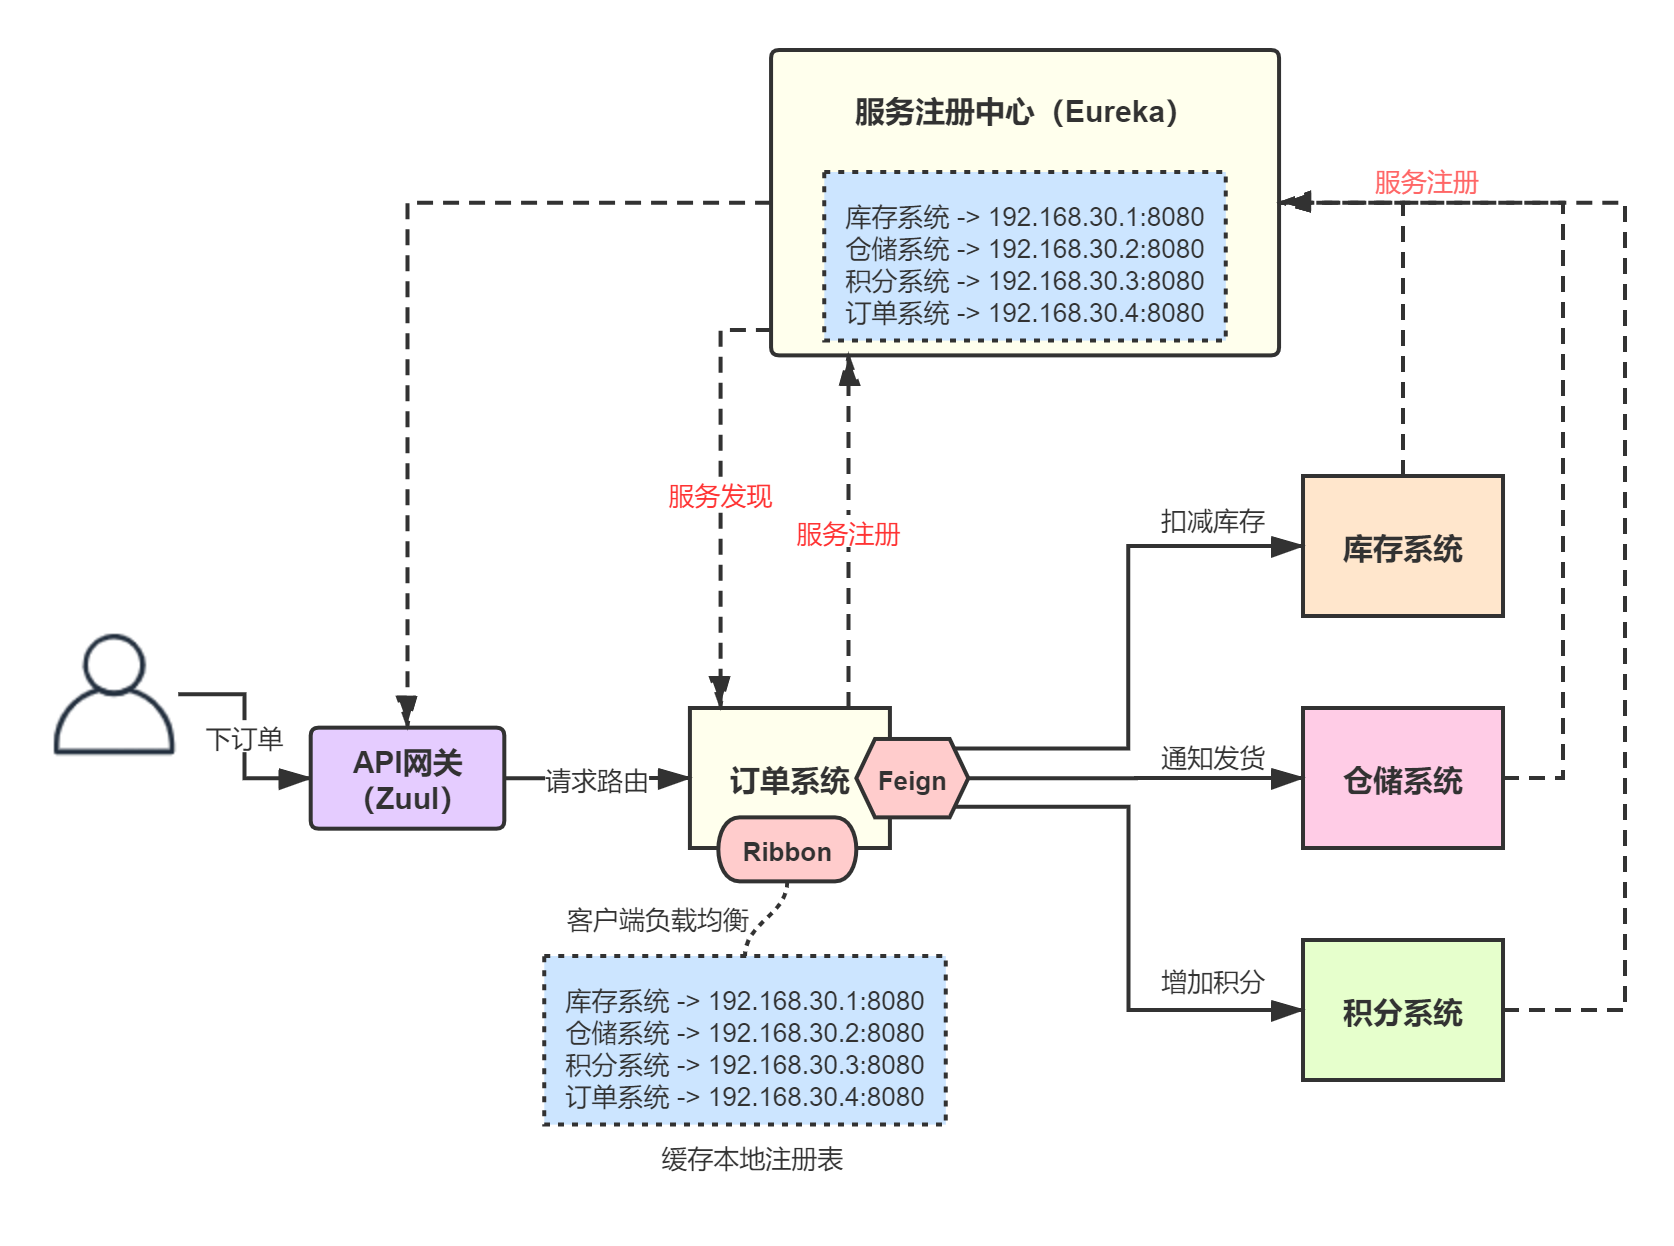 服务注册中心（Eureka）
库存系统 -> 192.168.30.1:8080
仓储系统 -> 192.168.30.2:8080
积分系统 -> 192.168.30.3:8080
订单系统 -> 192.168.30.4:8080
服务注册
服务发现
服务注册
扣减库存
库存系统
下订单
API网关
（Zuul）
请求路由
订单系统
Feign
通知发货
仓储系统
Ribbon
客户端负载均衡
库存系统 -> 192.168.30.1:8080
仓储系统 -> 192.168.30.2:8080
积分系统 -> 192.168.30.3:8080
订单系统 -> 192.168.30.4:8080
缓存本地注册表
增加积分
积分系统